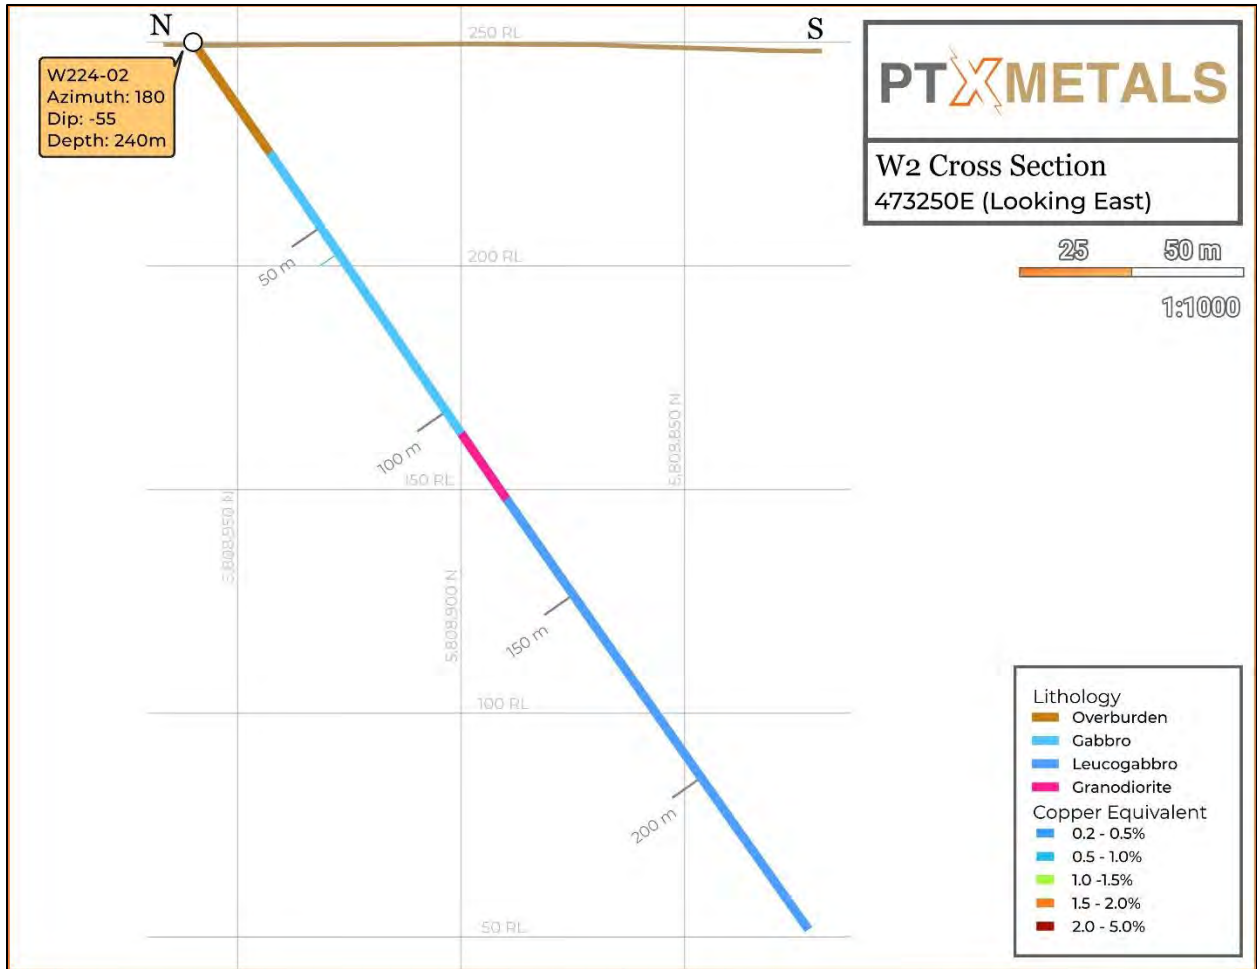 N
250 RL
S
W224-02
Azimuth: 180
Dip: -55
Depth: 240m
PTXMETALS
W2 Cross Section
473250E (Looking East)
25 50 m
1:1000
50 m
200 RL
100 m
150 RL
5,808,950 N
5,808,900 N
5,808,850 N
150 m
100 RL
200 m
50 RL
Lithology
Overburden
Gabbro
Leucogabbro
Granodiorite
Copper Equivalent
0.2 - 0.5%
0.5 - 1.0%
1.0 -1.5%
1.5 - 2.0%
2.0 - 5.0%